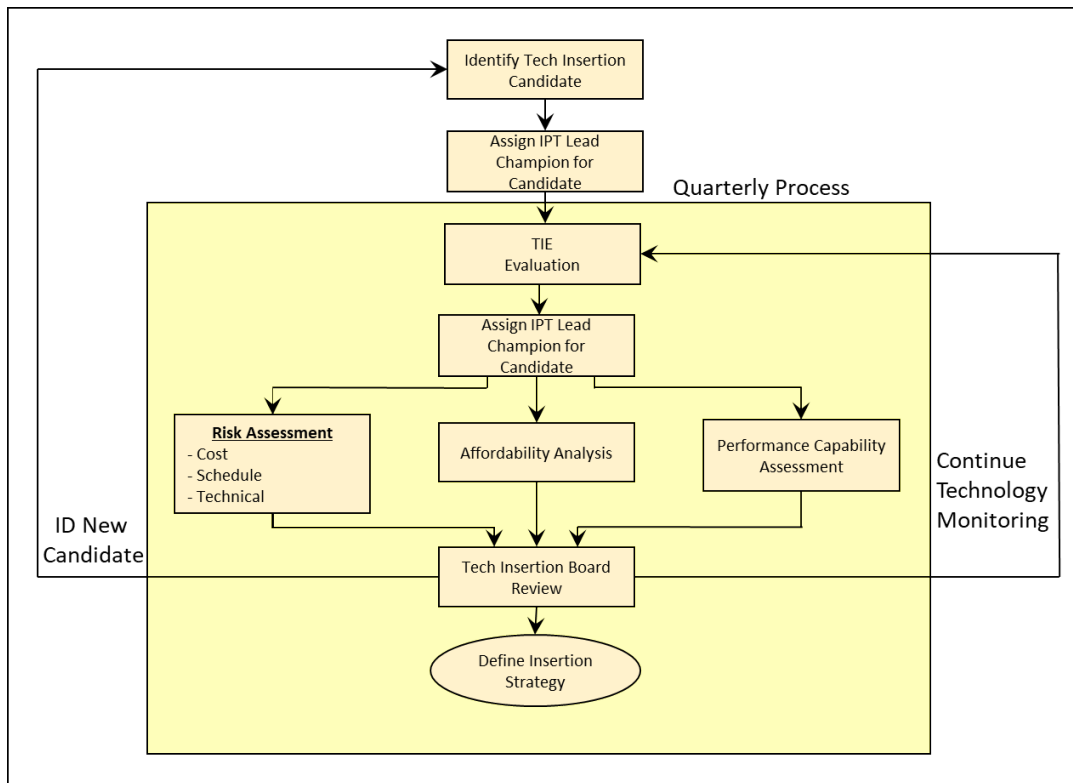 Identify Tech Insertion
Candidate
Assign IPT Lead
Champion for
Candidate
Quarterly Process
TIE
Evaluation
Assign IPT Lead
Champion for
Candidate
Risk Assessment
- Cost
- Schedule
- Technical
Affordability Analysis
Performance Capability
Assessment
Continue
Technology
Monitoring
ID New
Candidate
Tech Insertion Board
Review
Define Insertion
Strategy